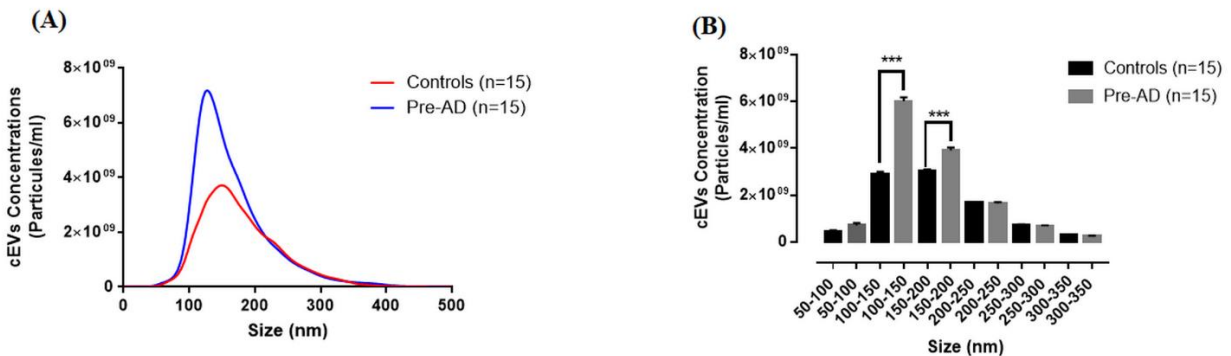 (A)
cEVs Concentrations
(Particules/ml)
8×10⁰⁹
6×10⁰⁹
4×10⁰⁹
2×10⁰⁹
0
0 100 200 300 400 500
Size (nm)
Controls (n=15)
Pre-AD (n=15)
(B)
cEVs Concentration
(Particles/ml)
8×10⁰⁹
6×10⁰⁹
4×10⁰⁹
2×10⁰⁹
0
***
***
Controls (n=15)
Pre-AD (n=15)
50-100
50-100
100-150
100-150
150-200
150-200
200-250
200-250
250-300
250-300
300-350
300-350
Size (nm)